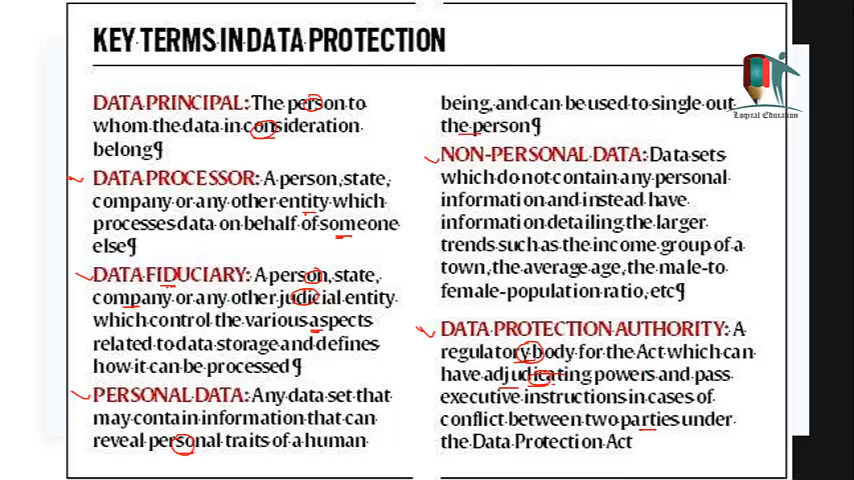 KEY TERMS IN DATA PROTECTION
DATA PRINCIPAL: The person to
whom the data in consideration
belong¶
DATA PROCESSOR: A person, state,
company or any other entity which
processes data on behalf of someone
else¶
DATA FIDUCIARY: A person, state,
company or any other judicial entity
which control the various aspects
related to data storage and defines
how it can be processed¶
PERSONAL DATA: Any data set that
may contain information that can
reveal personal traits of a human
being, and can be used to single out
the person¶
NON-PERSONAL DATA: Data sets
which do not contain any personal
information and instead have
information detailing the larger
trends such as the income group of a
town, the average age, the male-to
female-population ratio, etc¶
DATA PROTECTION AUTHORITY: A
regulatory body for the Act which can
have adjudicating powers and pass
executive instructions in cases of
conflict between two parties under
the Data Protection Act
Logical Education